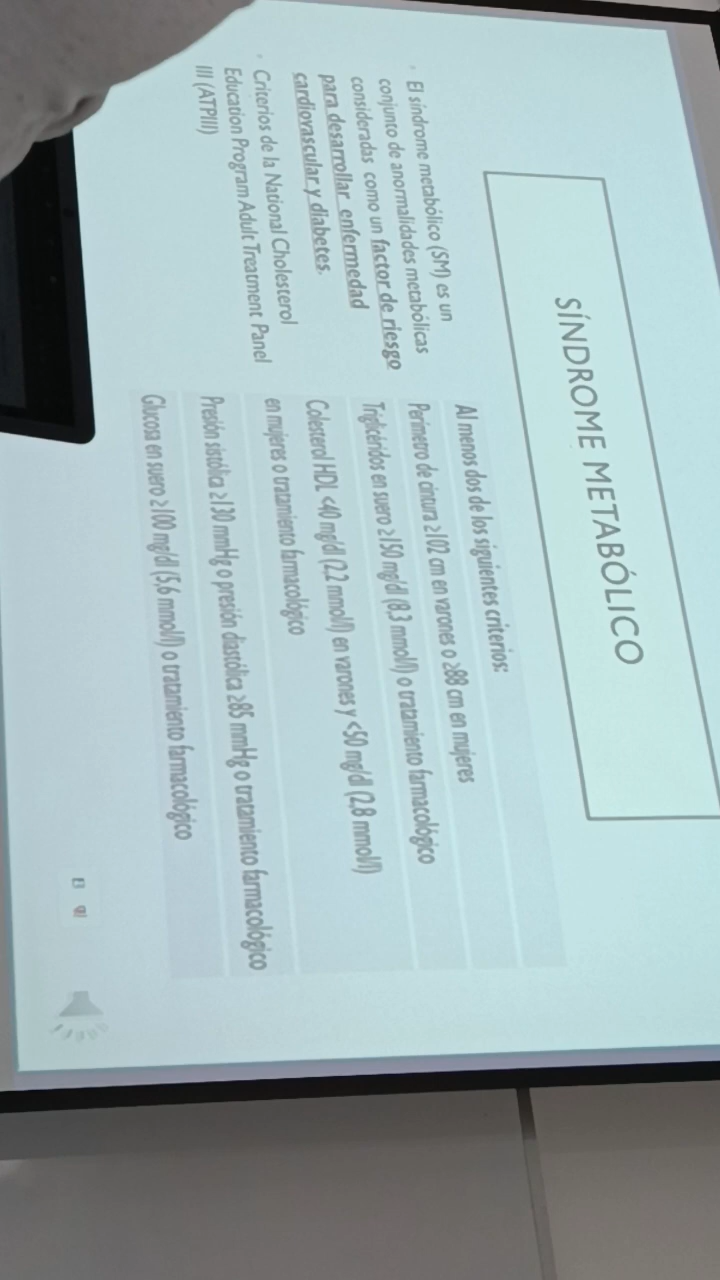 SÍNDROME METABÓLICO
El síndrome metabólico (SM) es un
conjunto de anormalidades metabólicas
consideradas como un factor de riesgo
para desarrollar enfermedad
cardiovascular y diabetes.
Criterios de la National Cholesterol
Education Program Adult Treatment Panel
III (ATPIII)
Al menos dos de los siguientes criterios:
Perímetro de cintura ≥102 cm en varones o ≥88 cm en mujeres
Triglicéridos en suero ≥150 mg/dl (8,3 mmol/l) o tratamiento farmacológico
Colesterol HDL <40 mg/dl (2,2 mmol/l) en varones y <50 mg/dl (2,8 mmol/l)
en mujeres o tratamiento farmacológico
Presión sistólica ≥130 mmHg o presión diastólica ≥85 mmHg o tratamiento farmacológico
Glucosa en suero ≥100 mg/dl (5,6 mmol/l) o tratamiento farmacológico